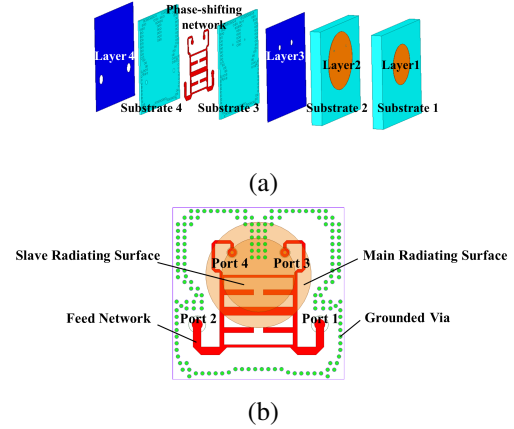 Phase-shifting
network
Layer 4
Layer3
Layer2
Layer1
Substrate 4
Substrate 3
Substrate 2
Substrate 1
(a)
Port 4
Port 3
Slave Radiating Surface
Main Radiating Surface
Feed Network
Port 2
Port 1
Grounded Via
(b)